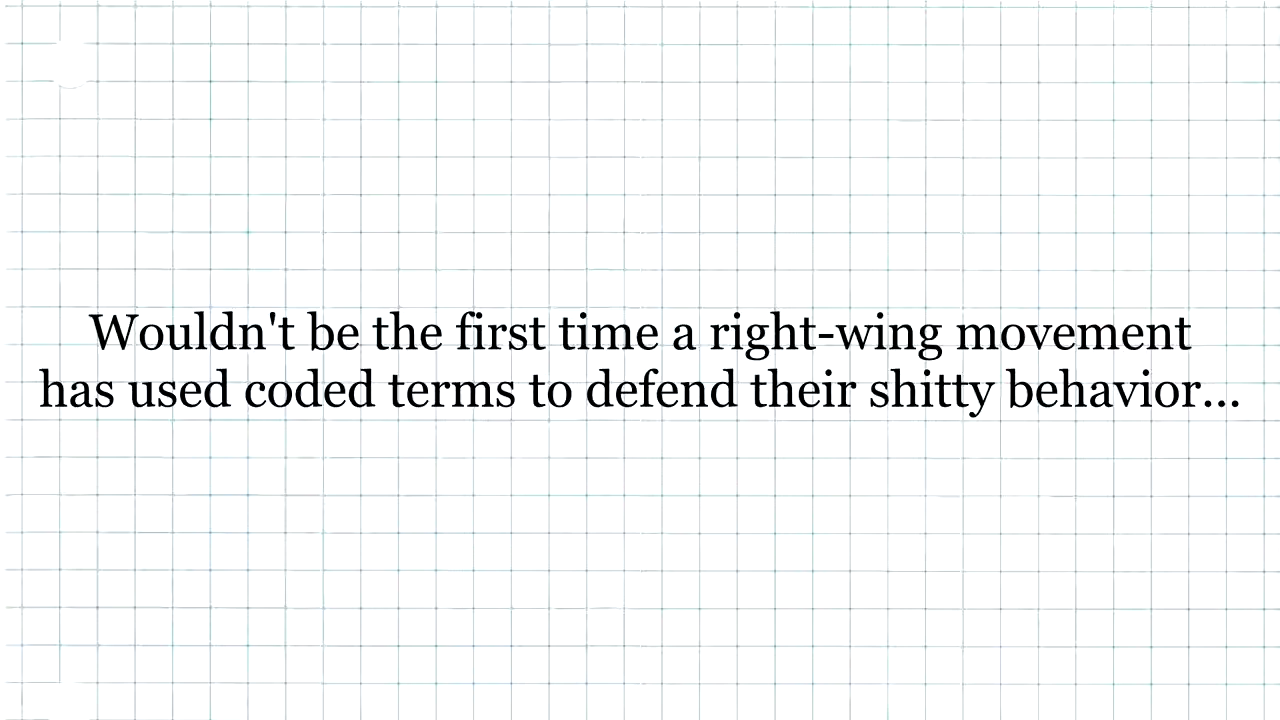 Wouldn't be the first time a right-wing movement
has used coded terms to defend their shitty behavior...